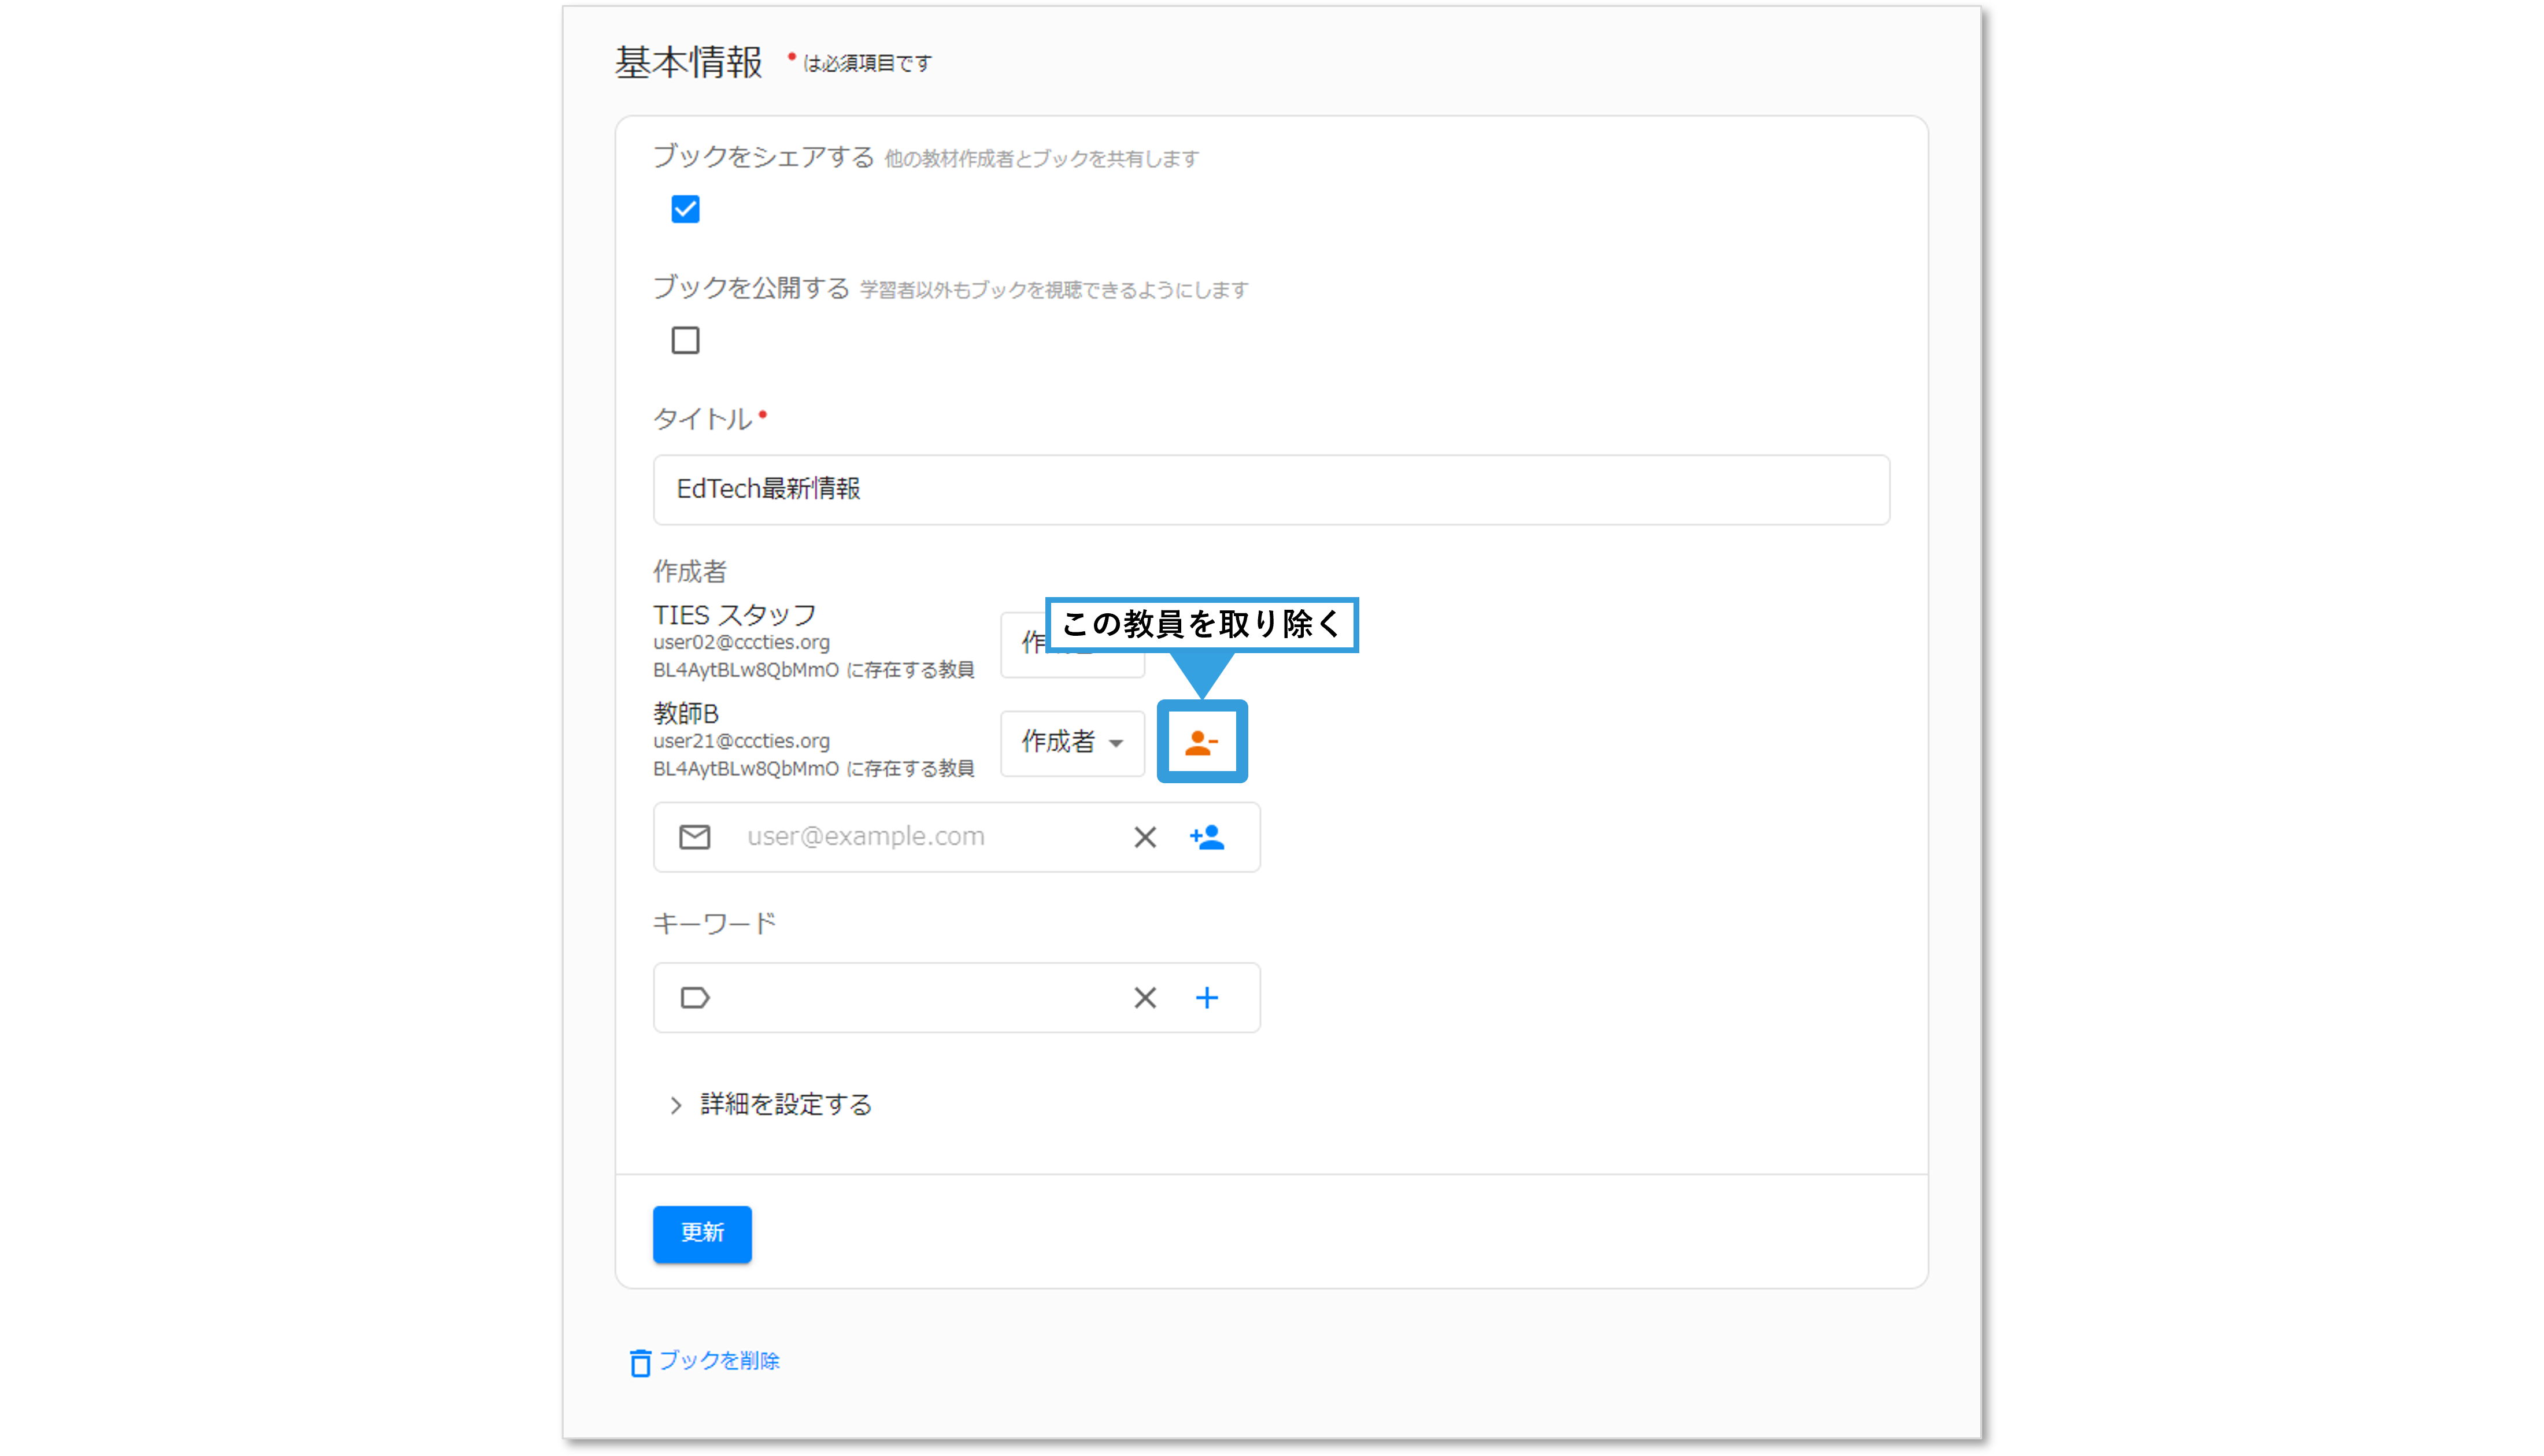 基本情報 • は必須項目です
ブックをシェアする 他の教材作成者とブックを共有します
ブックを公開する 学習者以外もブックを視聴できるようにします
タイトル •
EdTech最新情報
作成者
TIES スタッフ
user02@cccties.org
BL4AytBLw8QbMmO に存在する教員
作
この教員を取り除く
教師B
user21@cccties.org
BL4AytBLw8QbMmO に存在する教員
作成者
user@example.com
キーワード
詳細を設定する
更新
ブックを削除